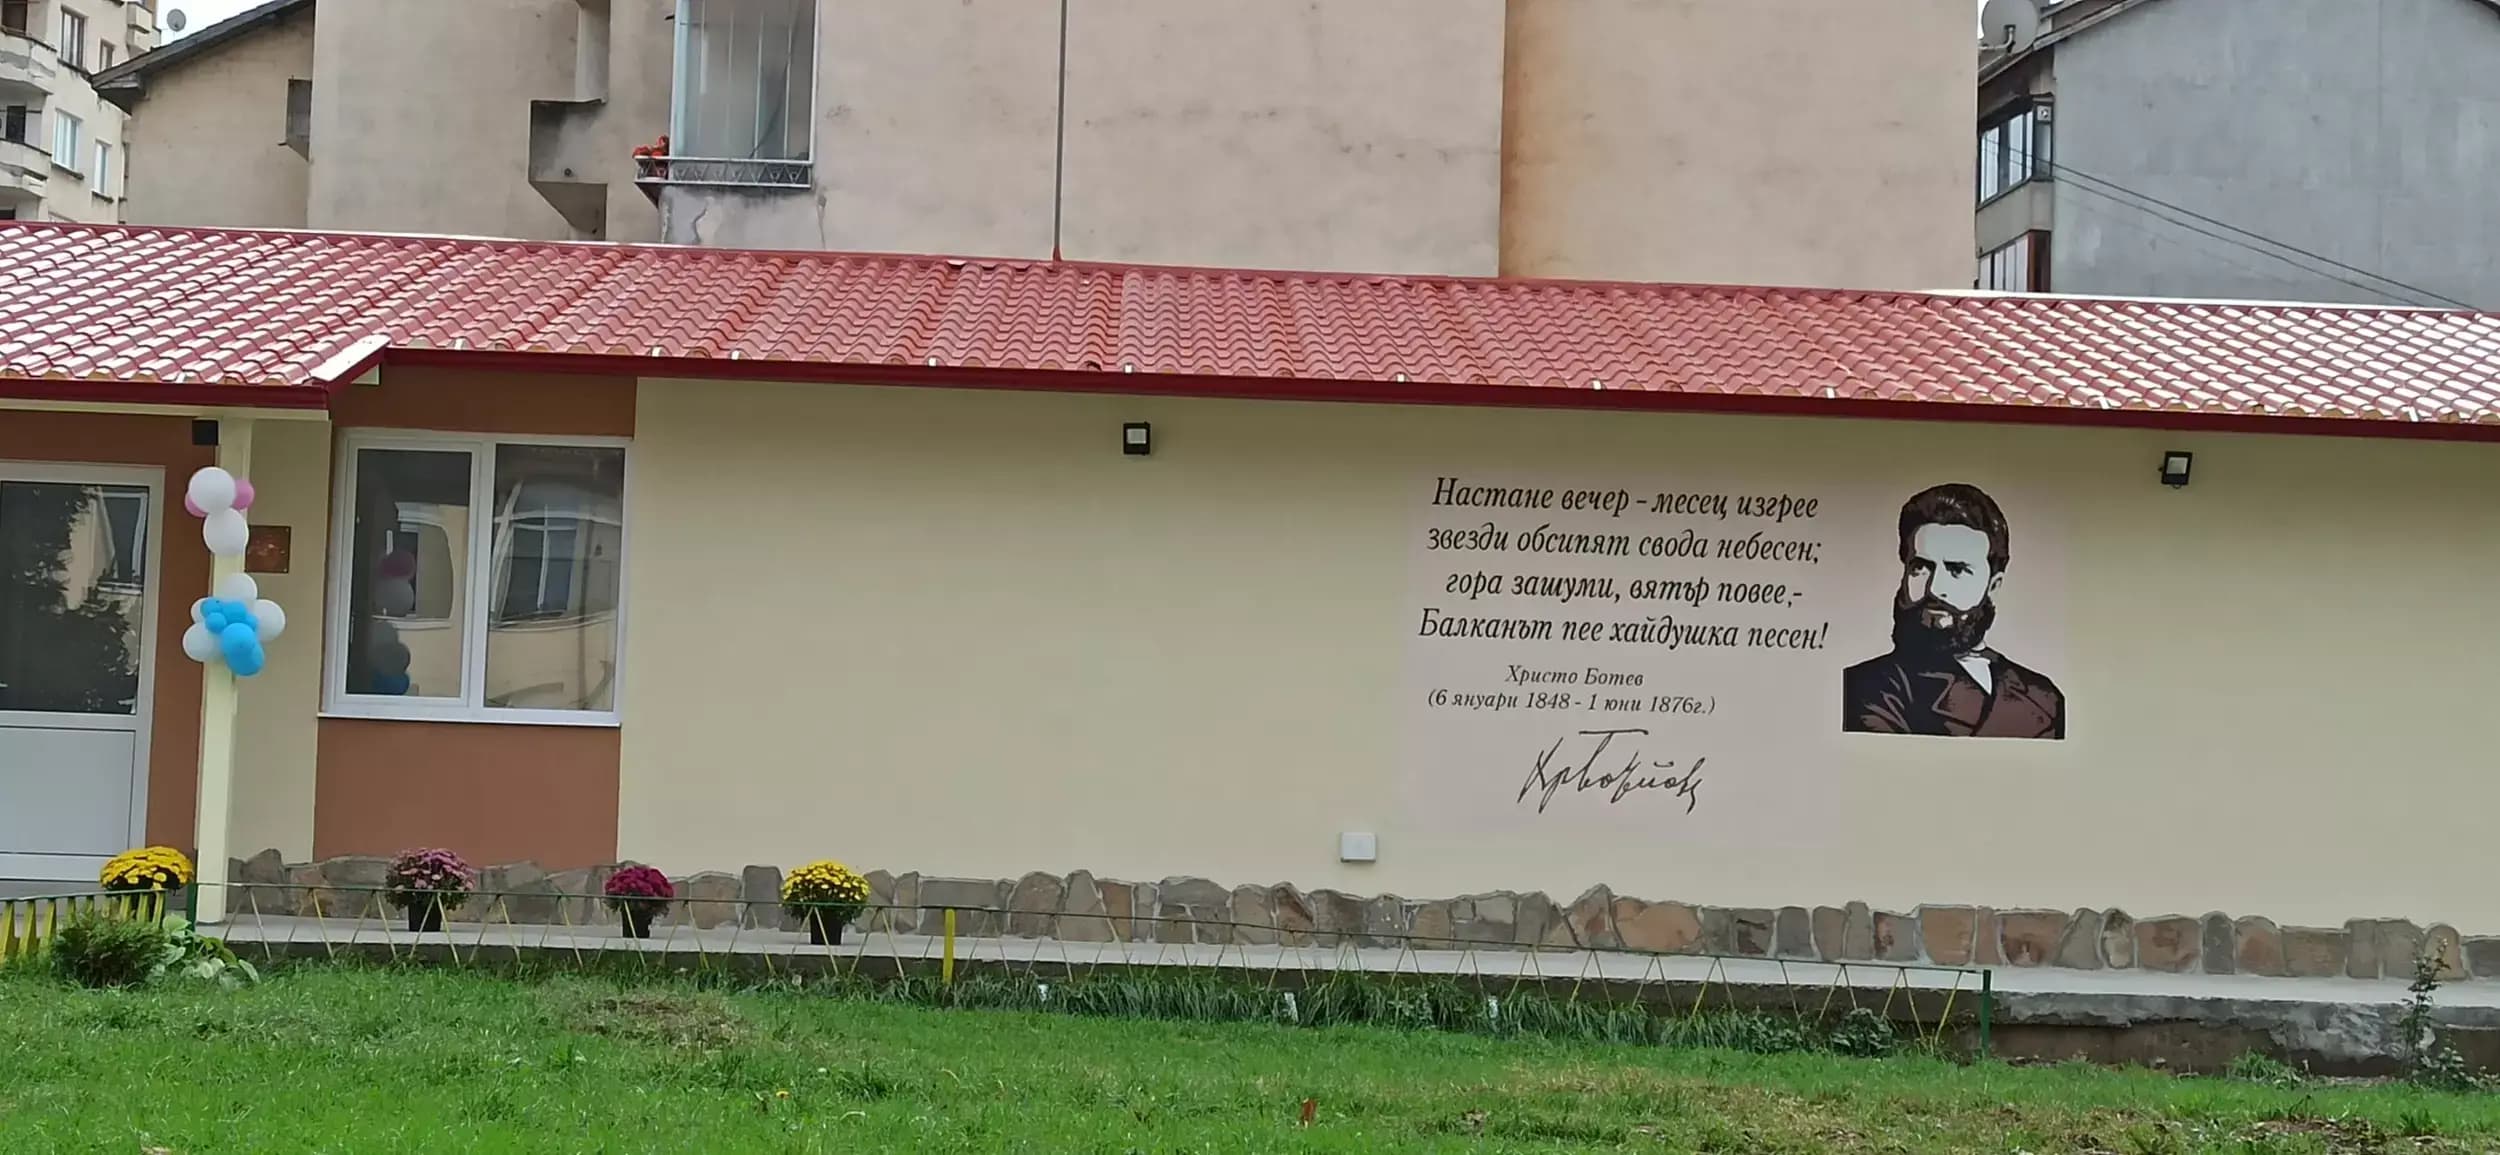 Настане вечер - месец изгрее
звезди обсипят свода небесен;
гора зашуми, вятър повее,-
Балканът пее хайдушка песен!
Христо Ботев
(6 януари 1848 - 1 юни 1876г.)